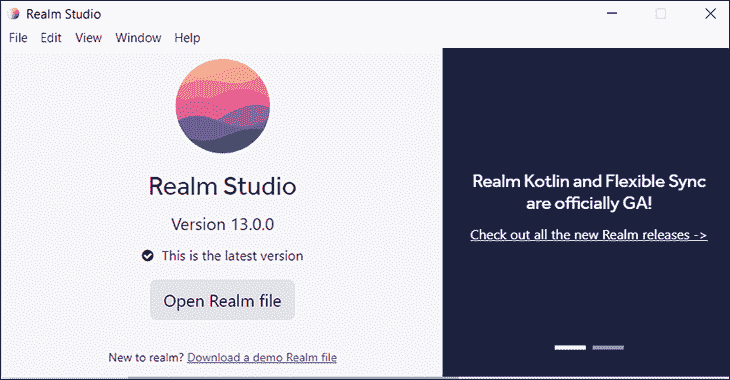 Realm Studio
File Edit View Window Help
Realm Studio
Version 13.0.0
This is the latest version
Open Realm file
New to realm? Download a demo Realm file
Realm Kotlin and Flexible Sync
are officially GA!
Check out all the new Realm releases ->